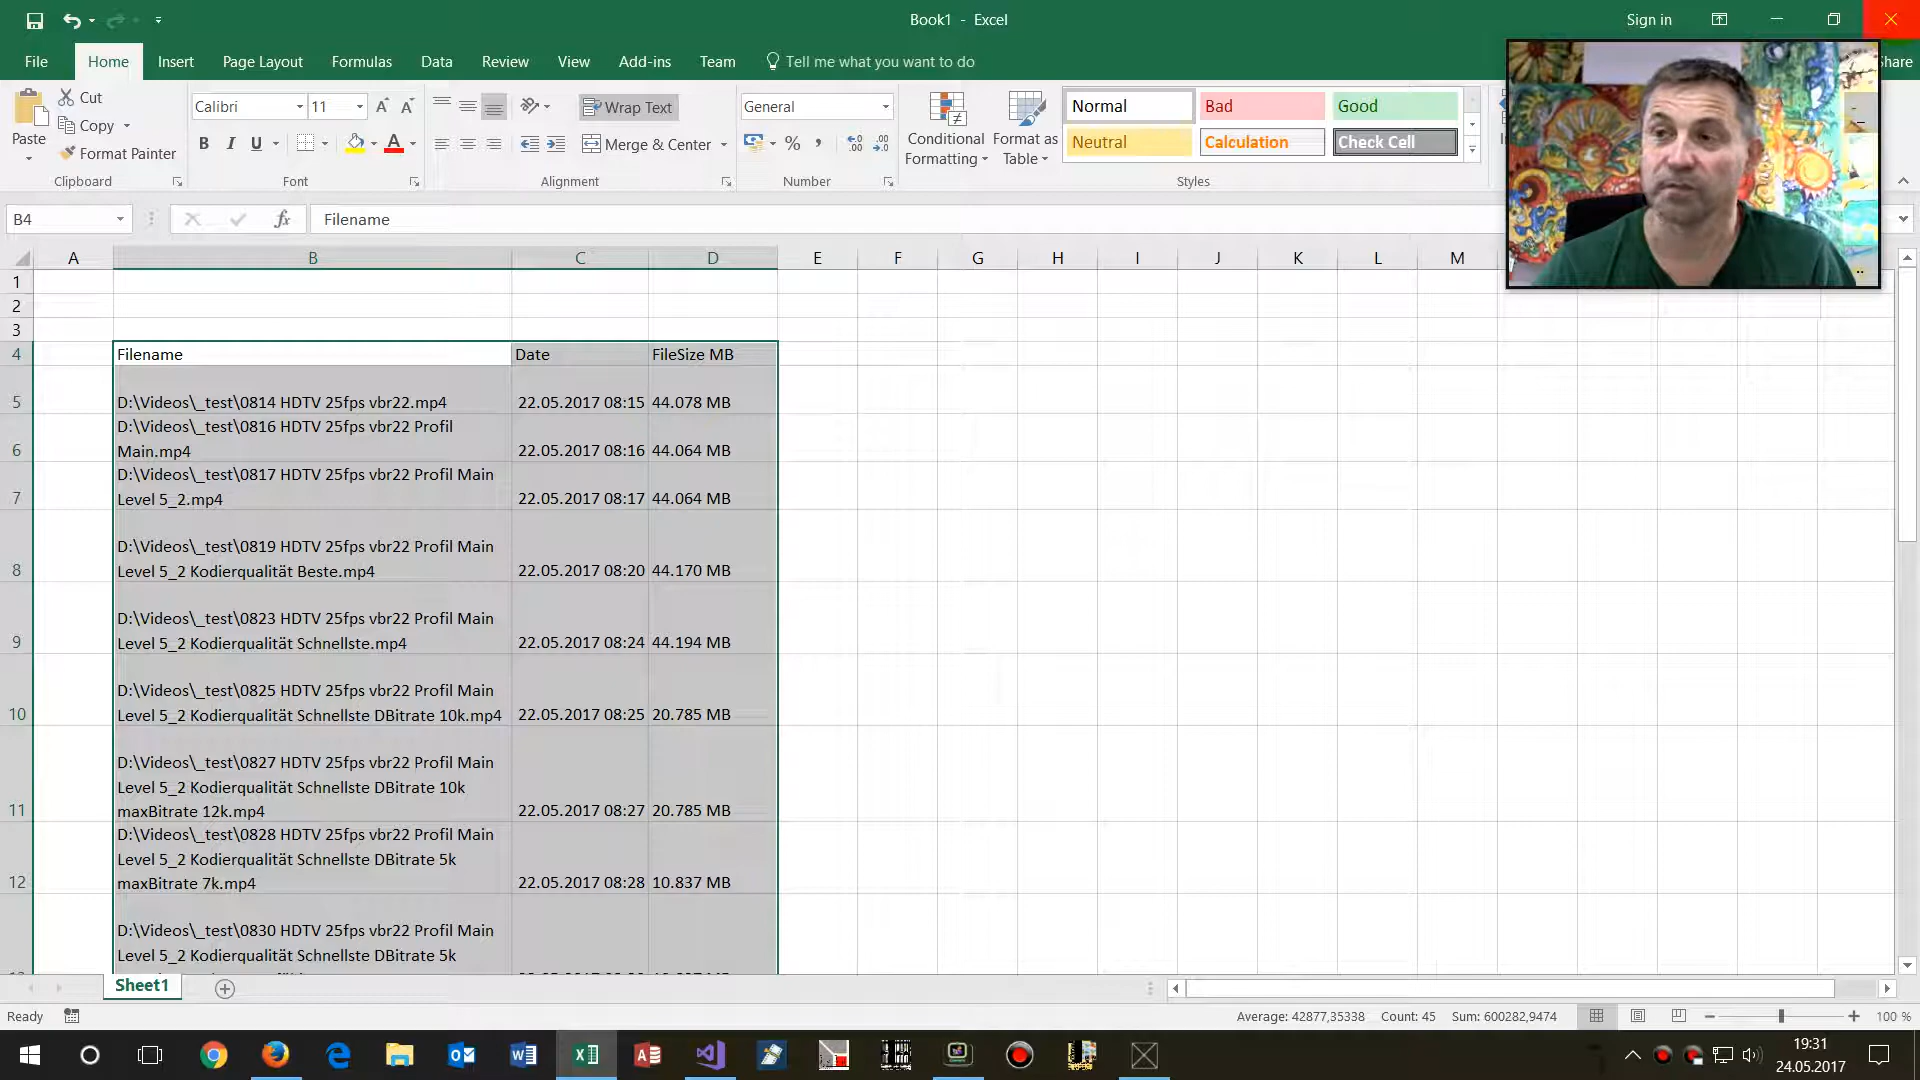 Book1 - Excel
Sign in
File Home Insert Page Layout Formulas Data Review View Add-ins Team Tell me what you want to do
Share
Paste
Cut
Copy
Format Painter
Clipboard
Calibri 11
B I U
Font
Wrap Text
Merge & Center
Alignment
General
%
Number
Conditional Formatting
Format as Table
Normal Bad Good
Neutral Calculation Check Cell
Styles
B4 fx Filename
A B C D E F G H I J K L M
1
2
3
4 Filename Date FileSize MB
5 D:\Videos\_test\0814 HDTV 25fps vbr22.mp4 22.05.2017 08:15 44.078 MB
D:\Videos\_test\0816 HDTV 25fps vbr22 Profil
6 Main.mp4 22.05.2017 08:16 44.064 MB
D:\Videos\_test\0817 HDTV 25fps vbr22 Profil Main
7 Level 5_2.mp4 22.05.2017 08:17 44.064 MB
D:\Videos\_test\0819 HDTV 25fps vbr22 Profil Main
8 Level 5_2 Kodierqualität Beste.mp4 22.05.2017 08:20 44.170 MB
D:\Videos\_test\0823 HDTV 25fps vbr22 Profil Main
9 Level 5_2 Kodierqualität Schnellste.mp4 22.05.2017 08:24 44.194 MB
D:\Videos\_test\0825 HDTV 25fps vbr22 Profil Main
10 Level 5_2 Kodierqualität Schnellste DBitrate 10k.mp4 22.05.2017 08:25 20.785 MB
D:\Videos\_test\0827 HDTV 25fps vbr22 Profil Main
Level 5_2 Kodierqualität Schnellste DBitrate 10k
11 maxBitrate 12k.mp4 22.05.2017 08:27 20.785 MB
D:\Videos\_test\0828 HDTV 25fps vbr22 Profil Main
Level 5_2 Kodierqualität Schnellste DBitrate 5k
12 maxBitrate 7k.mp4 22.05.2017 08:28 10.837 MB
D:\Videos\_test\0830 HDTV 25fps vbr22 Profil Main
Level 5_2 Kodierqualität Schnellste DBitrate 5k
Sheet1
Ready Average: 42877,35338 Count: 45 Sum: 600282,9474 100 %
19:31
24.05.2017